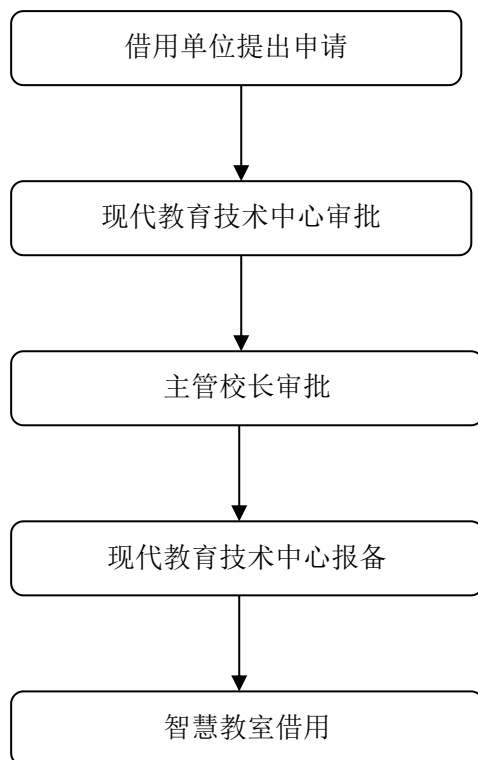 借用单位提出申请
现代教育技术中心审批
主管校长审批
现代教育技术中心报备
智慧教室借用